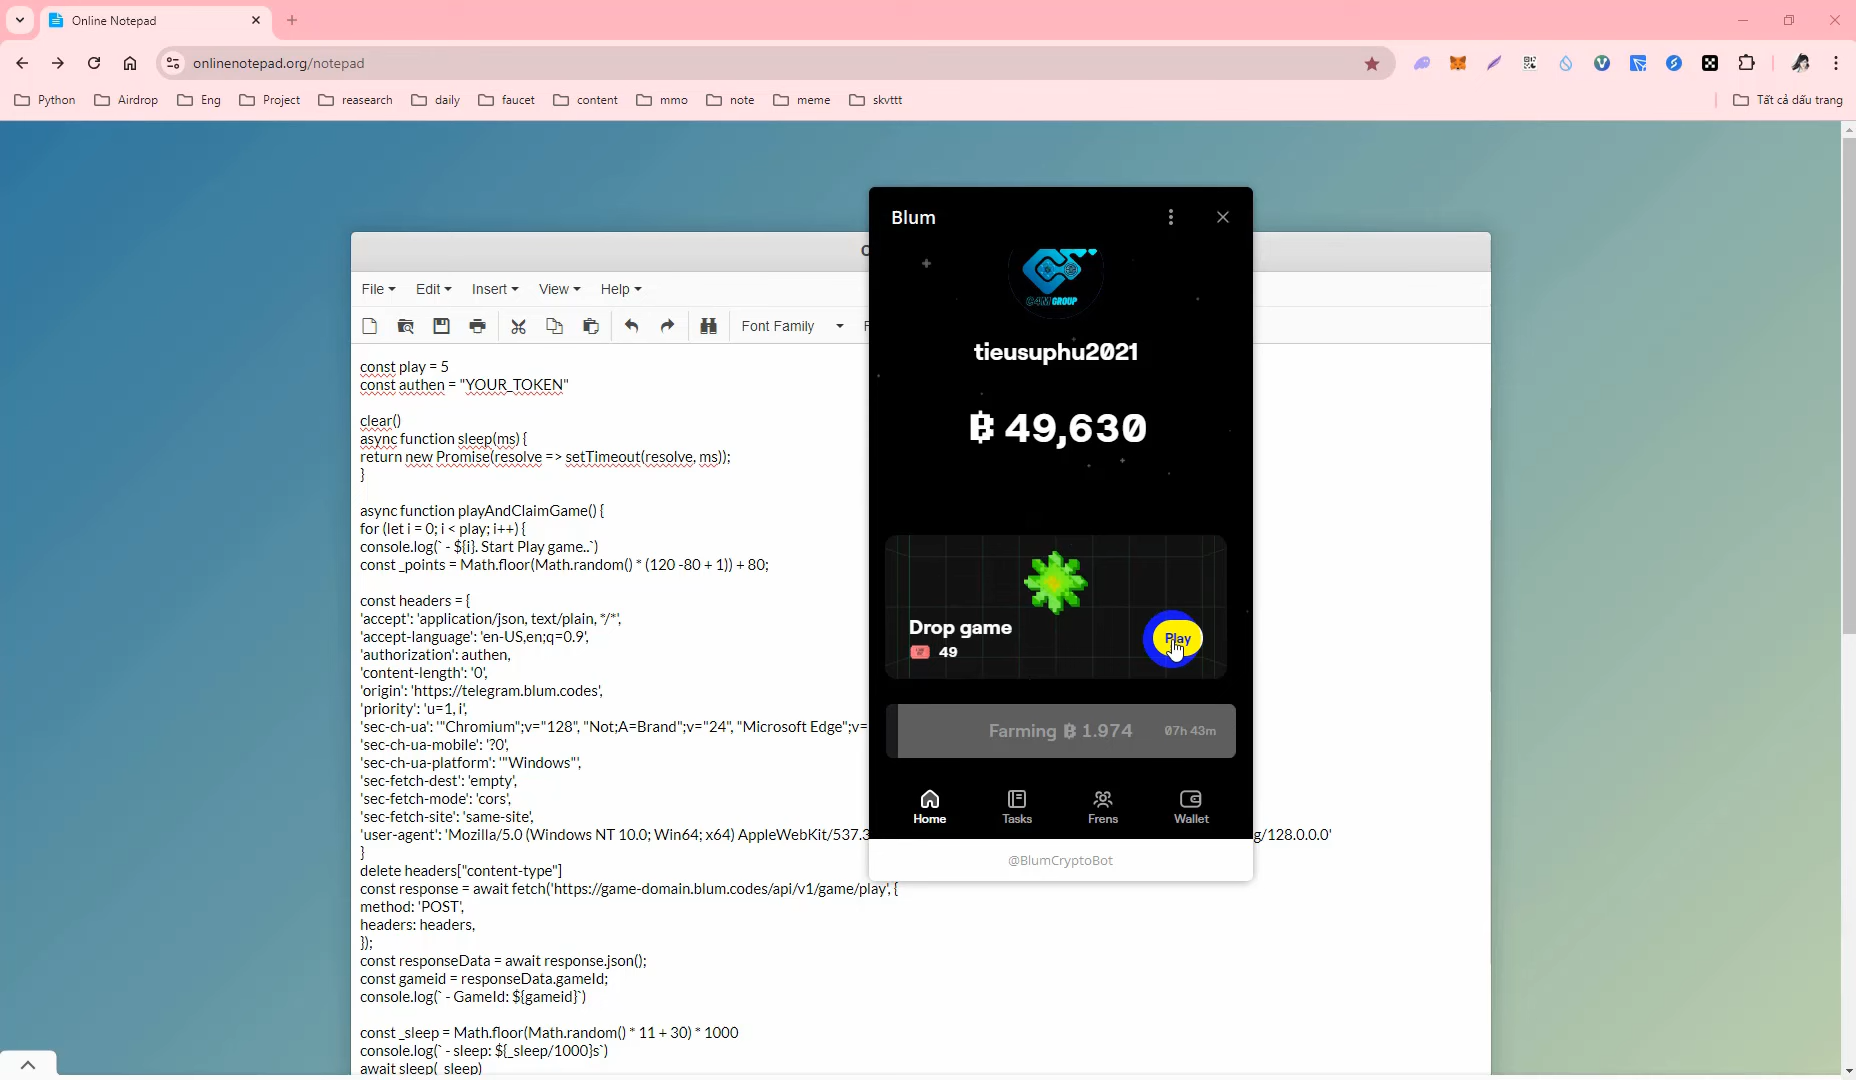 Online Notepad
onlinenotepad.org/notepad
Python
Airdrop
Eng
Project
reasearch
daily
faucet
content
mmo
note
meme
skvttt
Tất cả dấu trang
File
Edit
Insert
View
Help
Font Family
const play = 5
const authen = "YOUR_TOKEN"
clear()
async function sleep(ms) {
return new Promise(resolve => setTimeout(resolve, ms));
}
async function playAndClaimGame() {
for (let i = 0; i < play; i++) {
console.log(` - ${i}. Start Play game..`)
const _points = Math.floor(Math.random() * (120 -80 + 1)) + 80;
const headers = {
'accept': 'application/json, text/plain, */*',
'accept-language': 'en-US,en;q=0.9',
'authorization': authen,
'content-length': '0',
'origin': 'https://telegram.blum.codes',
'priority': 'u=1, i',
'sec-ch-ua': '"Chromium";v="128", "Not;A=Brand";v="24", "Microsoft Edge";v=
'sec-ch-ua-mobile': '?0',
'sec-ch-ua-platform': '"Windows"',
'sec-fetch-dest': 'empty',
'sec-fetch-mode': 'cors',
'sec-fetch-site': 'same-site',
'user-agent': 'Mozilla/5.0 (Windows NT 10.0; Win64; x64) AppleWebKit/537.3 g/128.0.0.0'
}
delete headers["content-type"]
const response = await fetch('https://game-domain.blum.codes/api/v1/game/play', {
method: 'POST',
headers: headers,
});
const responseData = await response.json();
const gameid = responseData.gameId;
console.log(` - GameId: ${gameid}`)
const _sleep = Math.floor(Math.random() * 11 + 30) * 1000
console.log(` - sleep: ${_sleep/1000}s`)
await sleep(_sleep)
Blum
C4M GROUP
tieusuphu2021
49,630
Drop game
49
Play
Farming 1.974
07h 43m
Home
Tasks
Frens
Wallet
@BlumCryptoBot